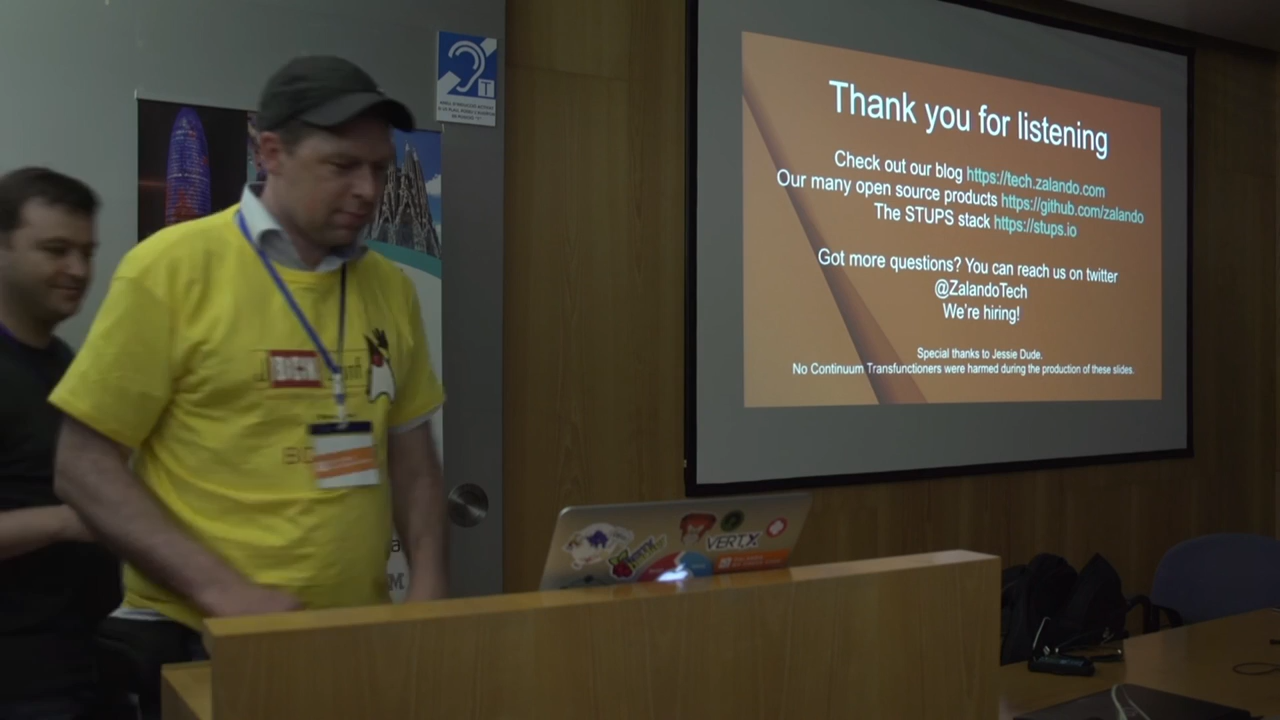 Thank you for listening
Check out our blog https://tech.zalando.com
Our many open source products https://github.com/zalando
The STUPS stack https://stups.io
Got more questions? You can reach us on twitter
@ZalandoTech
We're hiring!
Special thanks to Jessie Dude.
No Continuum Transfunctioners were harmed during the production of these slides.
T
VERT.X